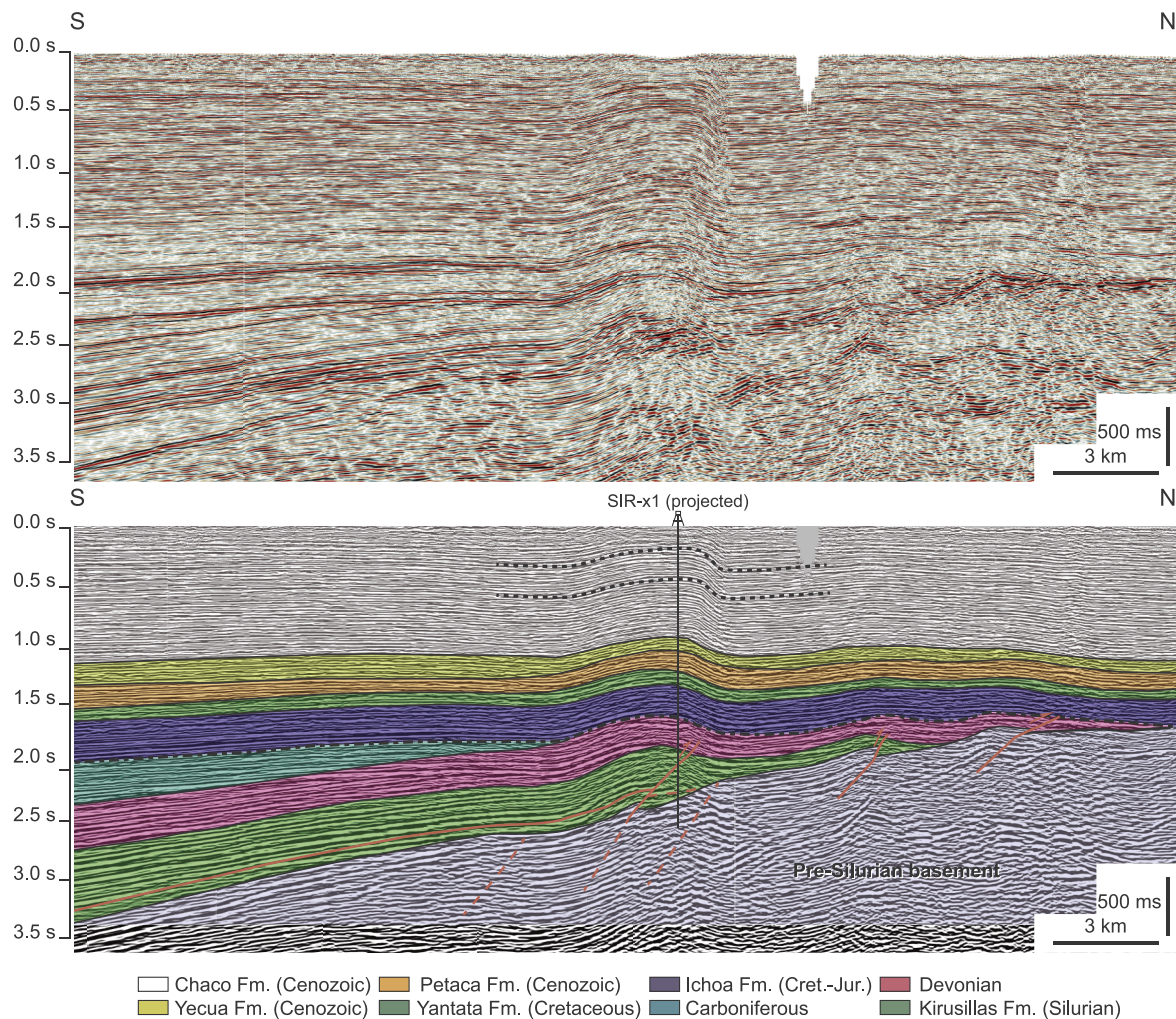 S N
0.0 s
0.5 s
1.0 s
1.5 s
2.0 s
2.5 s
3.0 s
3.5 s
500 ms
3 km
S N
SIR-x1 (projected)
0.0 s
0.5 s
1.0 s
1.5 s
2.0 s
2.5 s
3.0 s
3.5 s
Pre-Silurian basement
500 ms
3 km
Chaco Fm. (Cenozoic) Petaca Fm. (Cenozoic) Ichoa Fm. (Cret.-Jur.) Devonian
Yecua Fm. (Cenozoic) Yantata Fm. (Cretaceous) Carboniferous Kirusillas Fm. (Silurian)